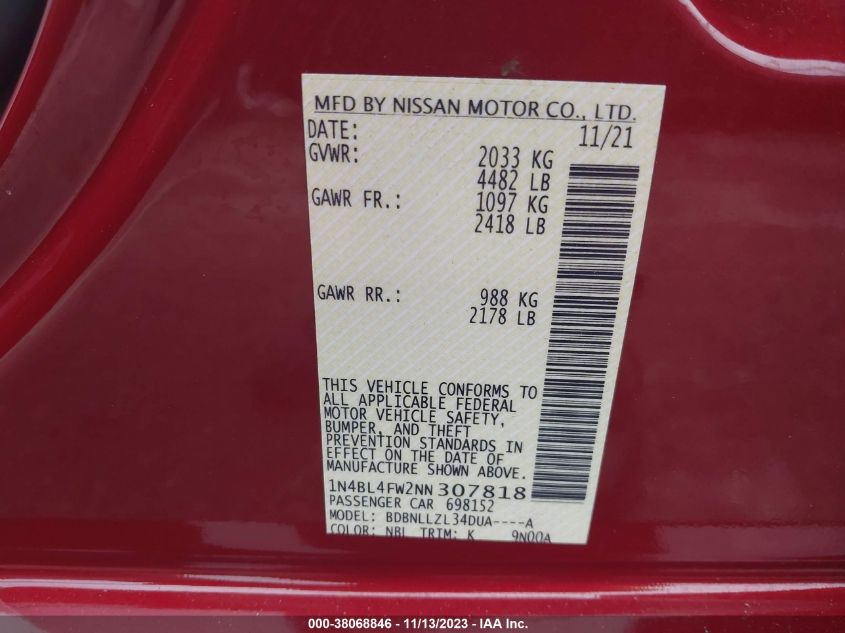 MFD BY NISSAN MOTOR CO., LTD.
DATE: 11/21
GVWR: 2033 KG
4482 LB
GAWR FR.: 1097 KG
2418 LB
GAWR RR.: 988 KG
2178 LB
THIS VEHICLE CONFORMS TO
ALL APPLICABLE FEDERAL
MOTOR VEHICLE SAFETY,
BUMPER, AND THEFT
PREVENTION STANDARDS IN
EFFECT ON THE DATE OF
MANUFACTURE SHOWN ABOVE.
1N4BL4FW2NN307818
PASSENGER CAR 698152
MODEL: BDBNLLZL34DUA----A
COLOR: NBL TRIM: K 9N00A
000-38068846 - 11/13/2023 - IAA Inc.